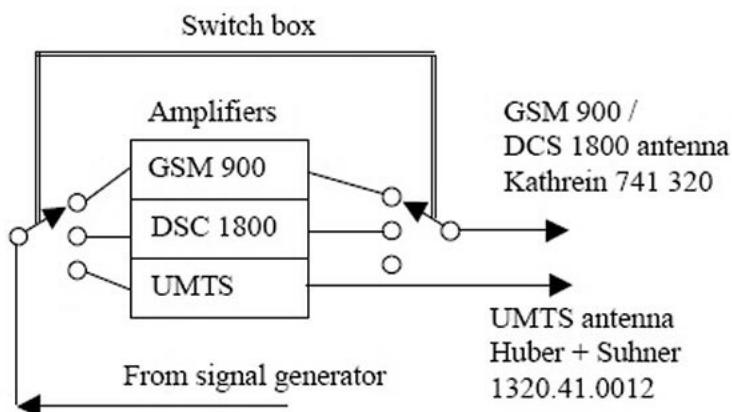 Switch box
Amplifiers
GSM 900
DSC 1800
UMTS
GSM 900 /
DCS 1800 antenna
Kathrein 741 320
UMTS antenna
Huber + Suhner
1320.41.0012
From signal generator